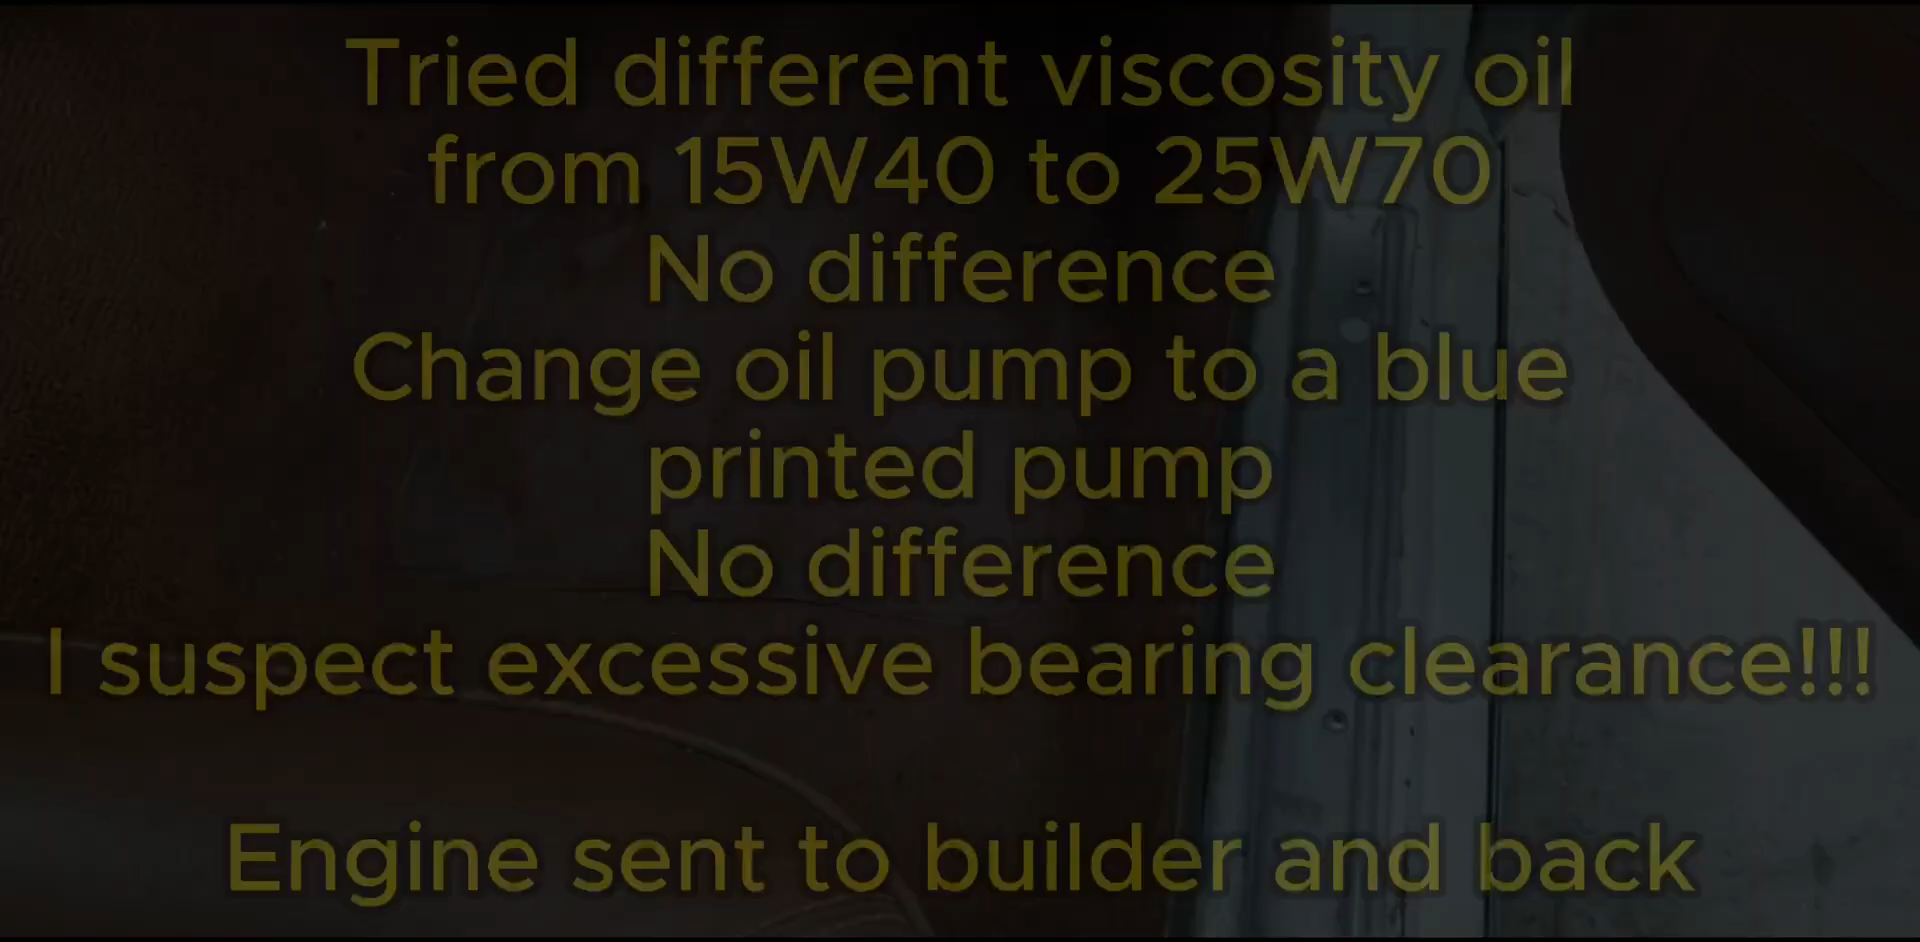 Tried different viscosity oil
from 15W40 to 25W70
No difference
Change oil pump to a blue
printed pump
No difference
I suspect excessive bearing clearance!!!
Engine sent to builder and back